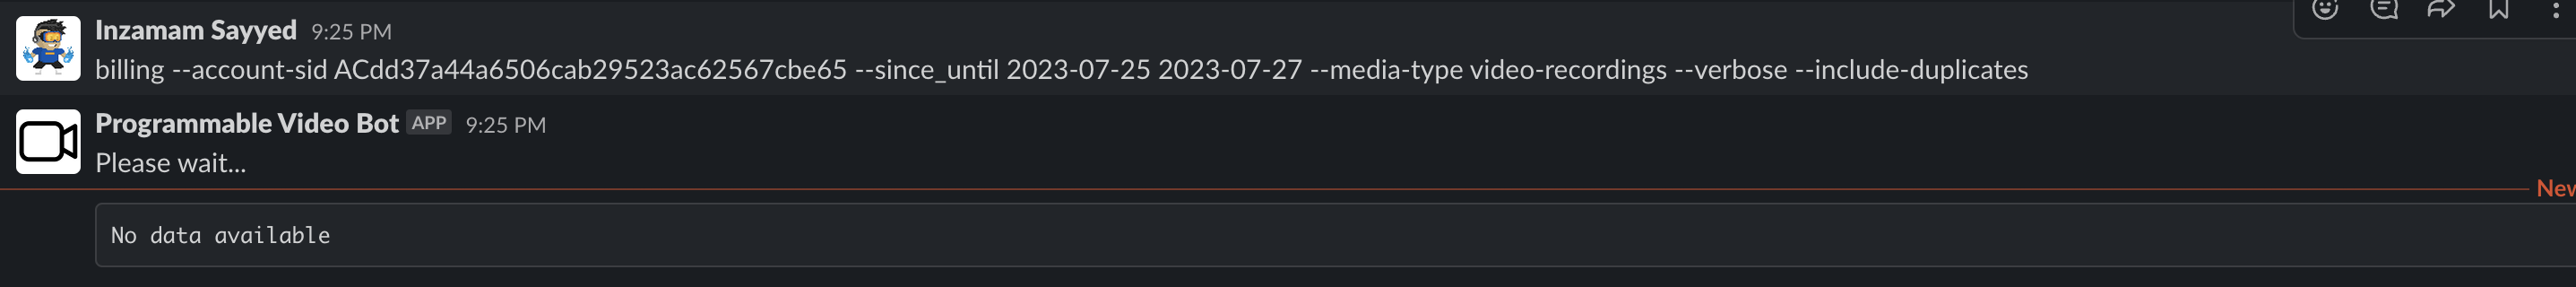 Inzamam Sayyed 9:25 PM
billing --account-sid ACdd37a44a6506cab29523ac62567cbe65 --since_until 2023-07-25 2023-07-27 --media-type video-recordings --verbose --include-duplicates
Programmable Video Bot APP 9:25 PM
Please wait...
New
No data available